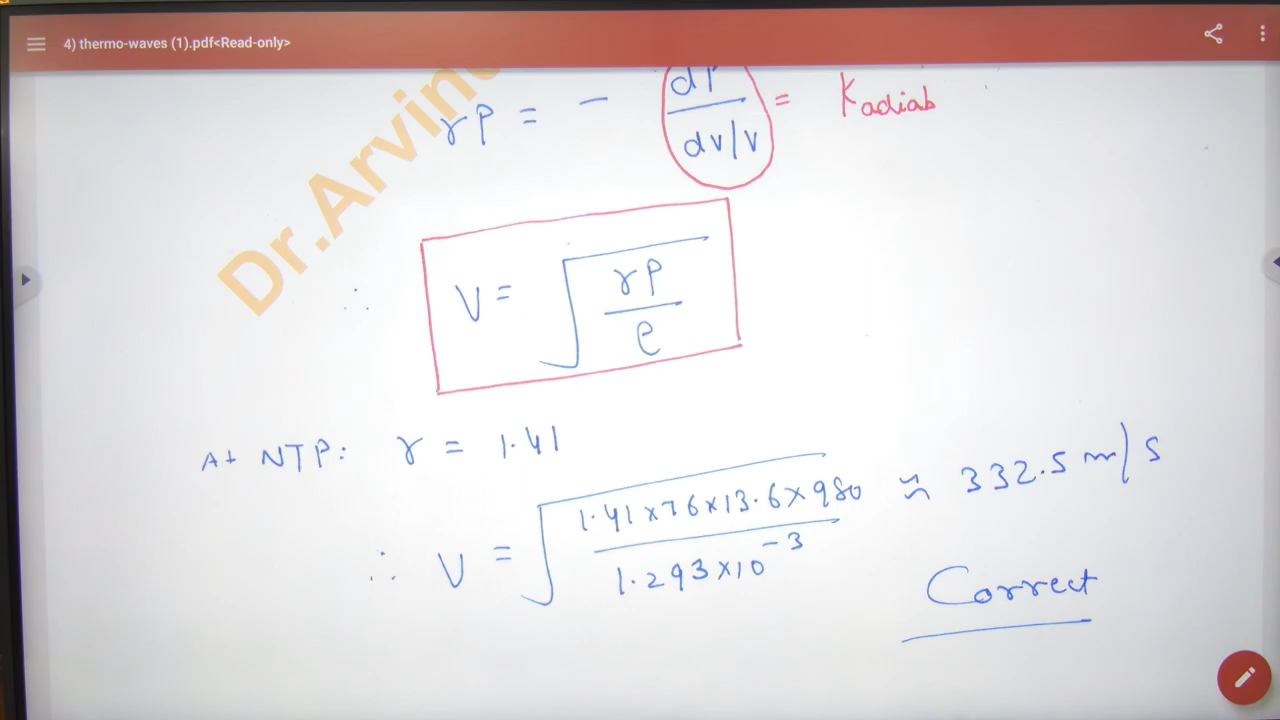 4) thermo-waves (1).pdf<Read-only>
γP = - dP / dv/v = Kadiab
Dr.Arvin
∴ V = √(γP / ρ)
At NTP: γ = 1.41
∴ V = √(1.41×76×13.6×980 / 1.293×10⁻³) ≈ 332.5 m/s
Correct